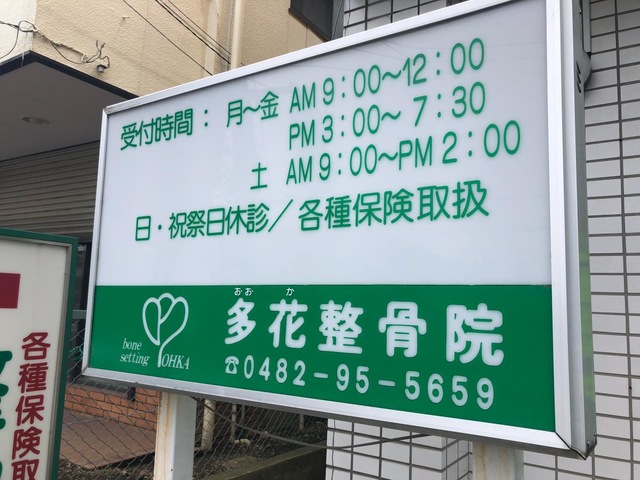 受付時間： 月～金 AM 9：00～12：00
PM 3：00～ 7：30
土 AM 9：00～PM 2：00
日・祝祭日休診／各種保険取扱
おお か
多花整骨院
bone
setting
OHKA
☎0482-95-5659
各種保険取